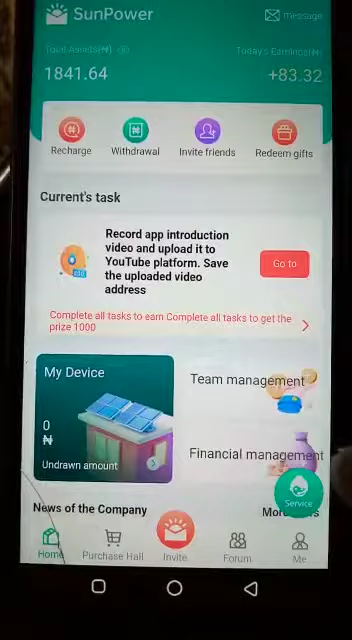 SunPower
message
Total Assets(₦)
Today's Earnings(₦)
1841.64
+83.32
Recharge
Withdrawal
Invite friends
Redeem gifts
Current's task
Record app introduction
video and upload it to
YouTube platform. Save
the uploaded video
address
Go to
Complete all tasks to earn Complete all tasks to get the
prize 1000
My Device
0
₦
Undrawn amount
Team management
Financial management
Service
News of the Company
Home
Purchase Hall
Invite
Forum
Me